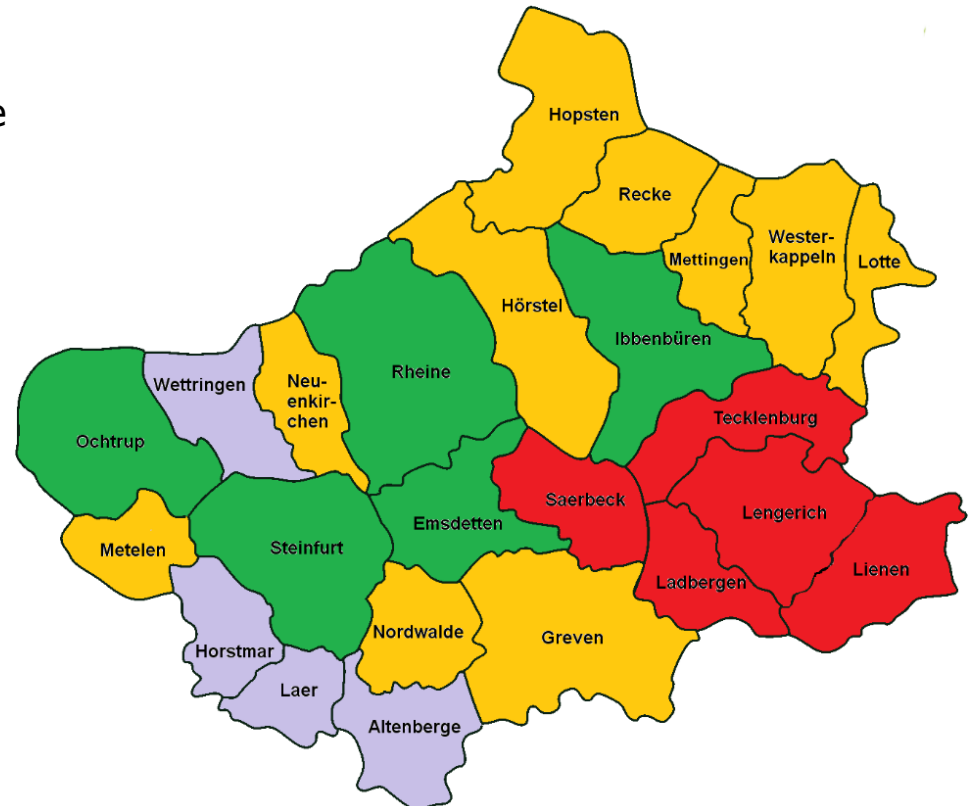 e
Hopsten
Recke
Wester-
kappeln
Mettingen
Lotte
Hörstel
Ibbenbüren
Rheine
Wettringen
Neu-
enkir-
chen
Ochtrup
Tecklenburg
Saerbeck
Lengerich
Emsdetten
Steinfurt
Metelen
Ladbergen
Lienen
Nordwalde
Greven
Horstmar
Laer
Altenberge